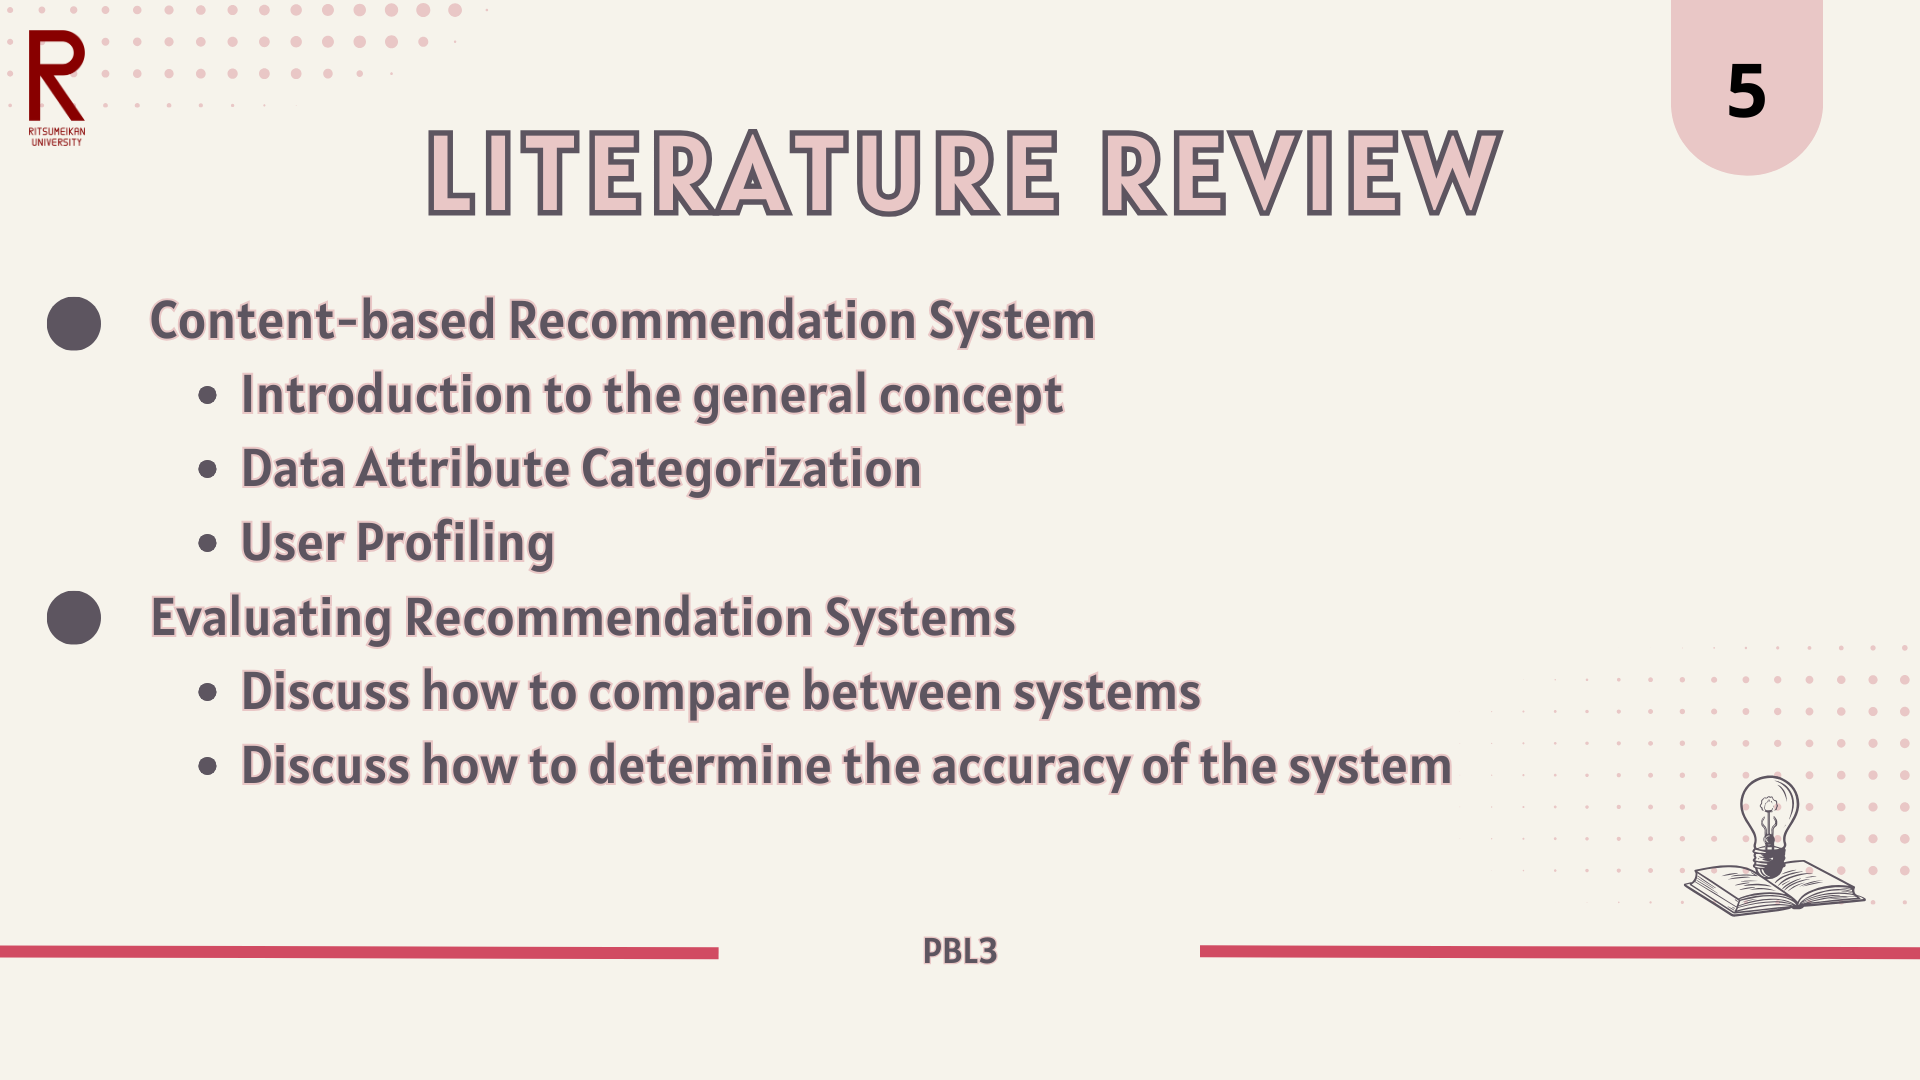 R
RITSUMEIKAN
UNIVERSITY
5
LITERATURE REVIEW
Content-based Recommendation System
Introduction to the general concept
Data Attribute Categorization
User Profiling
Evaluating Recommendation Systems
Discuss how to compare between systems
Discuss how to determine the accuracy of the system
PBL3